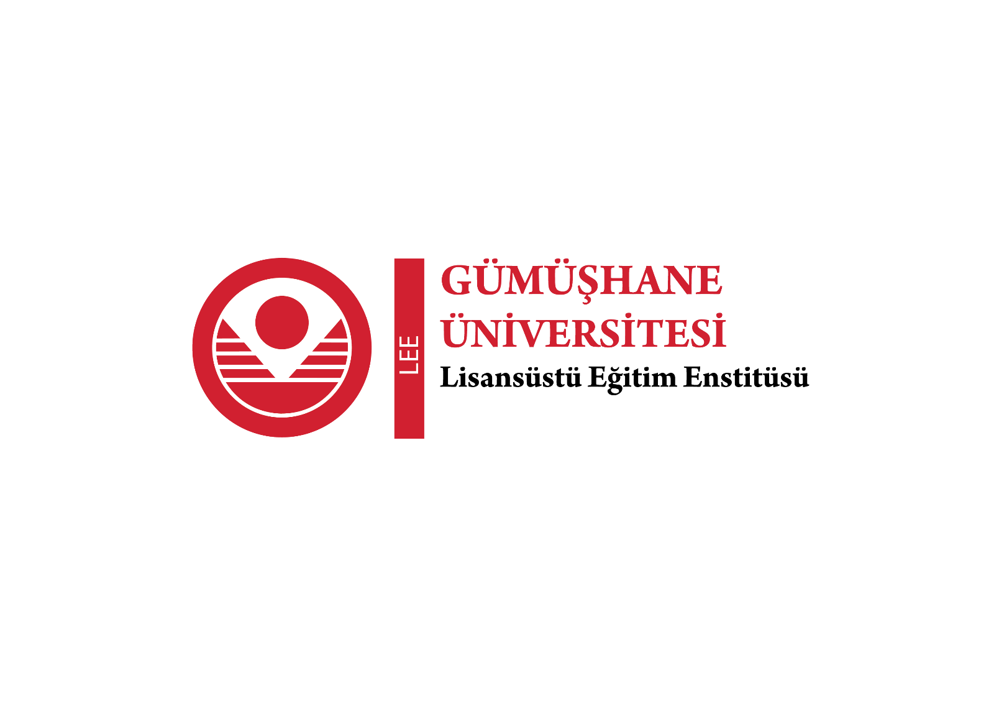 LEE
GÜMÜŞHANE
ÜNİVERSİTESİ
Lisansüstü Eğitim Enstitüsü